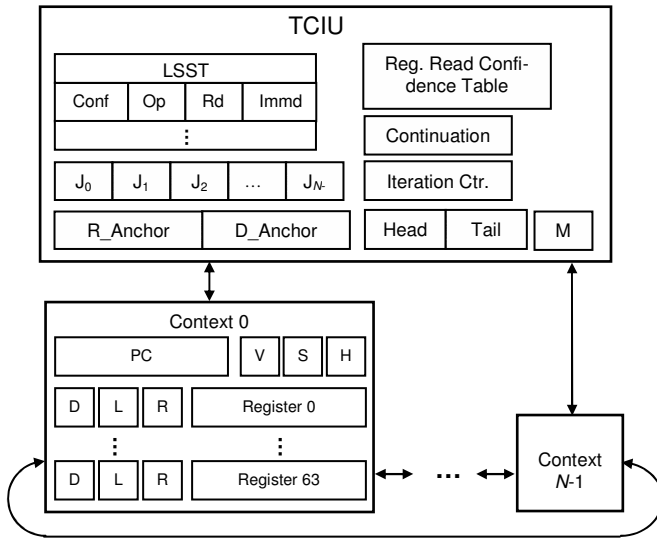 TCIU
LSST
Conf Op Rd Immd
⋮
Reg. Read Confi-
dence Table
Continuation
J0 J1 J2 … JN-
Iteration Ctr.
R_Anchor D_Anchor
Head Tail M
Context 0
PC V S H
D L R Register 0
⋮ ⋮
D L R Register 63
...
Context
N-1